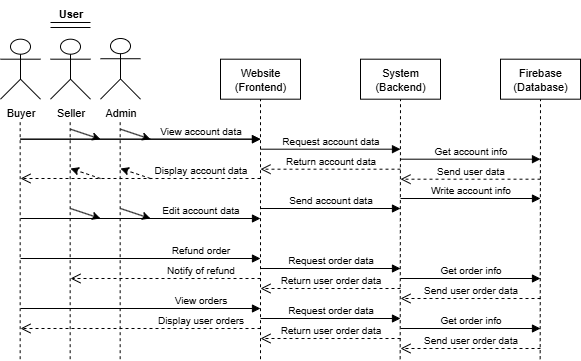 User
Buyer
Seller
Admin
Website
(Frontend)
System
(Backend)
Firebase
(Database)
View account data
Request account data
Get account info
Return account data
Display account data
Send user data
Write account info
Send account data
Edit account data
Refund order
Request order data
Notify of refund
Get order info
Return user order data
Send user order data
View orders
Request order data
Display user orders
Get order info
Return user order data
Send user order data